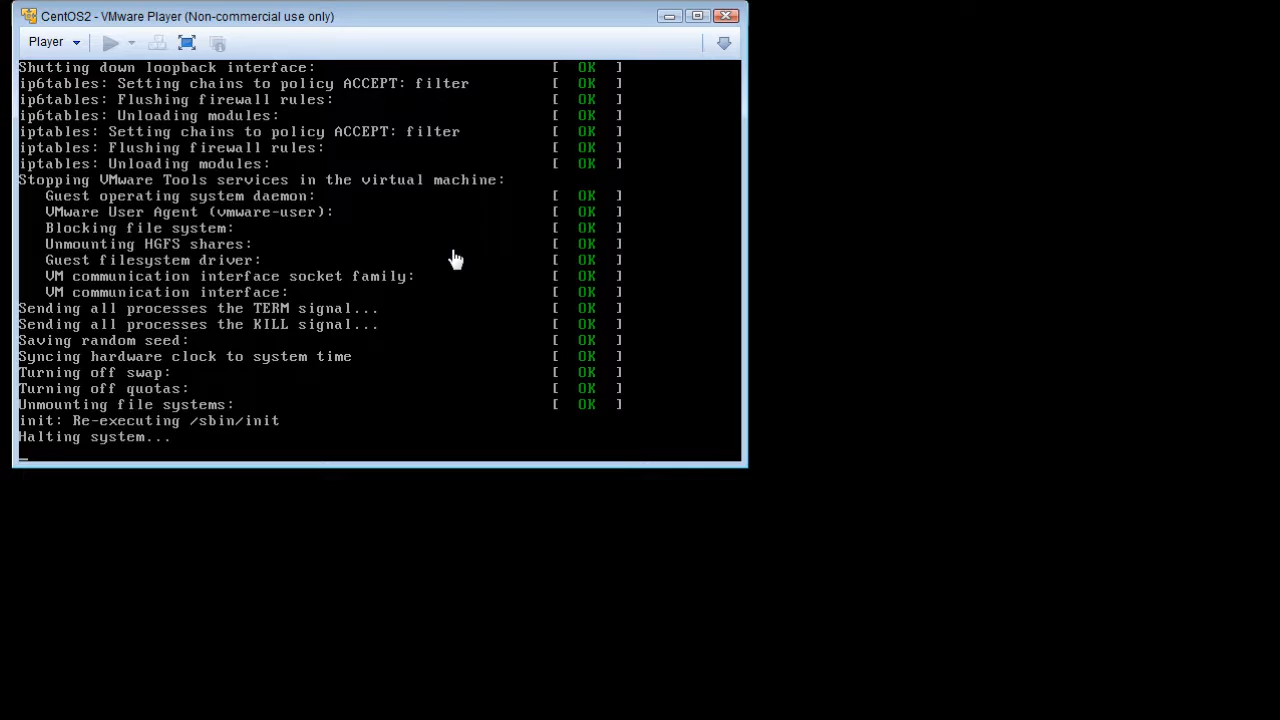 CentOS2 - VMware Player (Non-commercial use only)
Player
Shutting down loopback interface: [ OK ]
ip6tables: Setting chains to policy ACCEPT: filter [ OK ]
ip6tables: Flushing firewall rules: [ OK ]
ip6tables: Unloading modules: [ OK ]
iptables: Setting chains to policy ACCEPT: filter [ OK ]
iptables: Flushing firewall rules: [ OK ]
iptables: Unloading modules: [ OK ]
Stopping VMware Tools services in the virtual machine:
Guest operating system daemon: [ OK ]
VMware User Agent (vmware-user): [ OK ]
Blocking file system: [ OK ]
Unmounting HGFS shares: [ OK ]
Guest filesystem driver: [ OK ]
VM communication interface socket family: [ OK ]
VM communication interface: [ OK ]
Sending all processes the TERM signal... [ OK ]
Sending all processes the KILL signal... [ OK ]
Saving random seed: [ OK ]
Syncing hardware clock to system time [ OK ]
Turning off swap: [ OK ]
Turning off quotas: [ OK ]
Unmounting file systems: [ OK ]
init: Re-executing /sbin/init
Halting system...